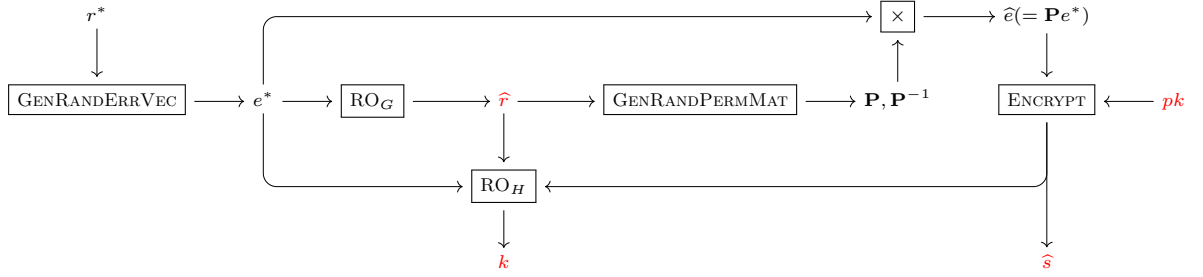 r* × ê(= Pe*)
GENRANDERRVEC e* RO_G r̂ GENRANDPERMMAT P, P⁻¹ ENCRYPT pk
RO_H
k ŝ